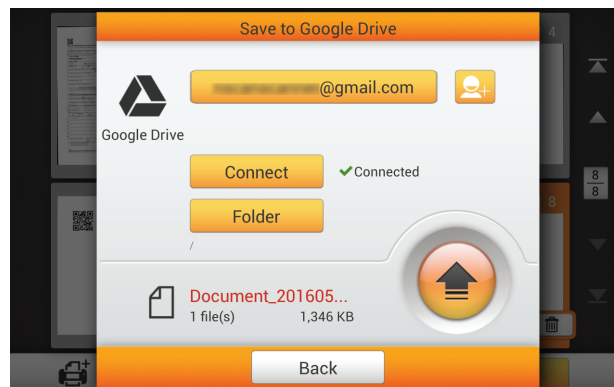 Save to Google Drive
4
@gmail.com
Google Drive
Connect
Connected
8
8
Folder
8
/
Document_201605...
1 file(s) 1,346 KB
Back